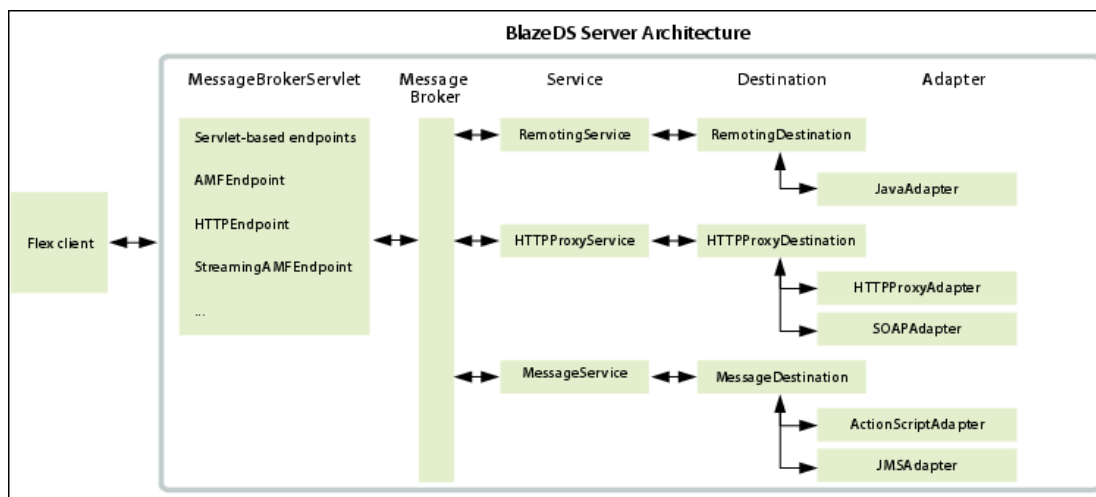 BlazeDS Server Architecture
MessageBrokerServlet
Message
Broker
Service
Destination
Adapter
Servlet-based endpoints
AMFEndpoint
HTTPEndpoint
StreamingAMFEndpoint
...
Flex client
RemotingService
RemotingDestination
JavaAdapter
HTTPProxyService
HTTPProxyDestination
HTTPProxyAdapter
SOAPAdapter
MessageService
MessageDestination
ActionScriptAdapter
JMSAdapter